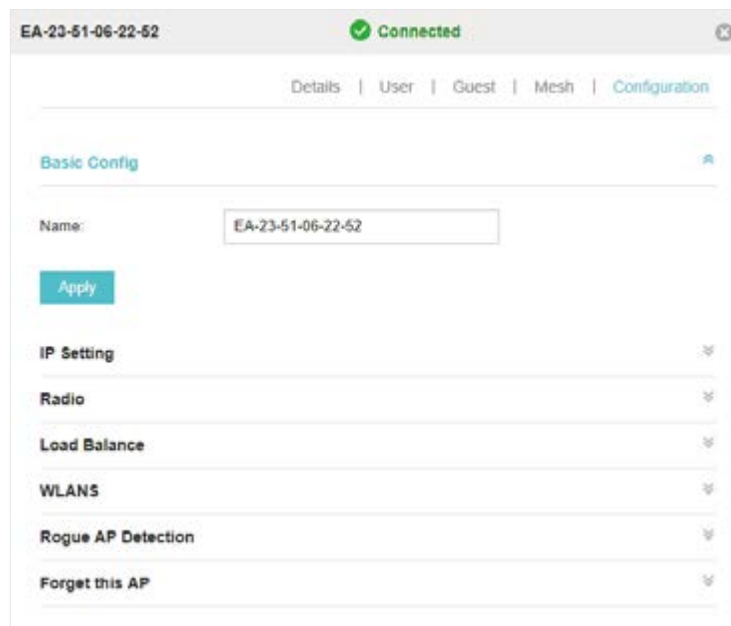 EA-23-51-06-22-52 Connected
Details | User | Guest | Mesh | Configuration
Basic Config
Name: EA-23-51-06-22-52
Apply
IP Setting
Radio
Load Balance
WLANS
Rogue AP Detection
Forget this AP